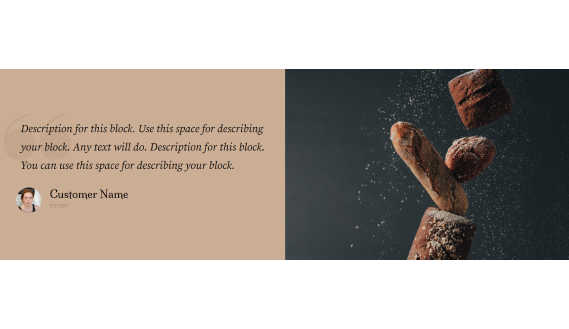 Description for this block. Use this space for describing
your block. Any text will do. Description for this block.
You can use this space for describing your block.
Customer Name